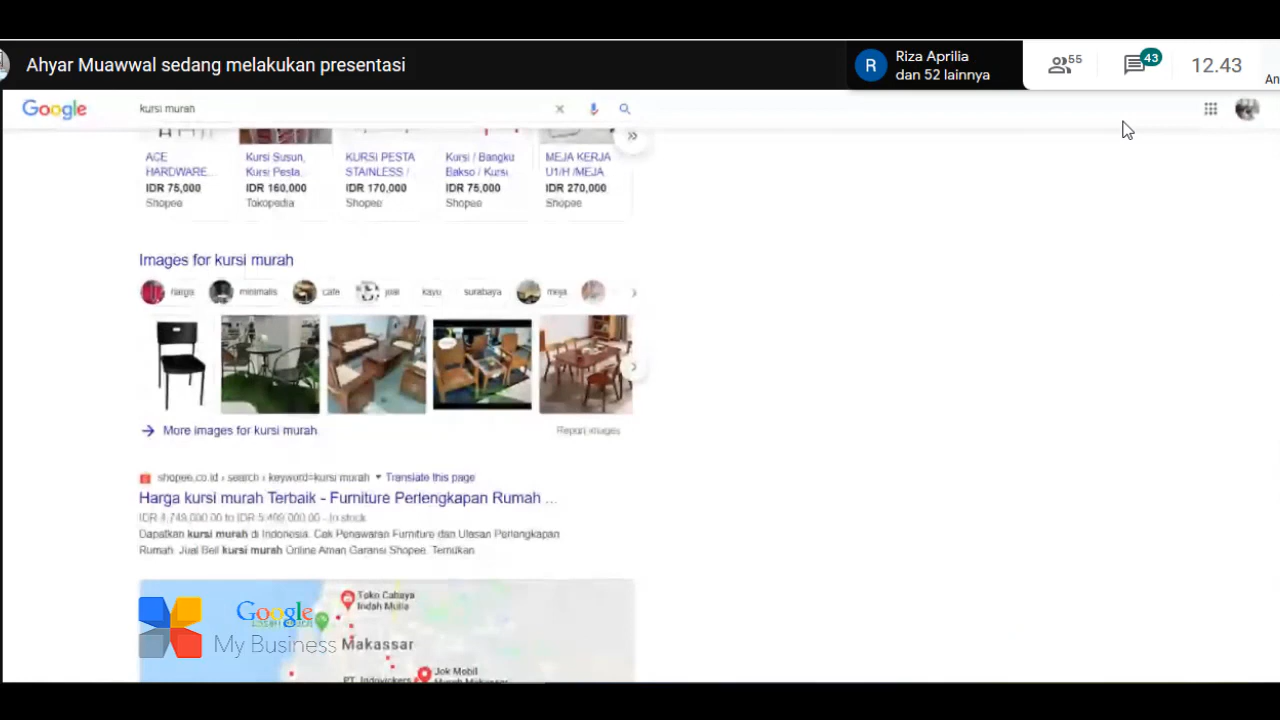 Ahyar Muawwal sedang melakukan presentasi
R
Riza Aprilia
dan 52 lainnya
55
43
12.43
An
Google
kursi murah
ACE
HARDWARE...
IDR 75,000
Shopee
Kursi Susun,
Kursi Pesta
IDR 160,000
Tokopedia
KURSI PESTA
STAINLESS /
IDR 170,000
Shopee
Kursi / Bangku
Bakso / Kursi
IDR 75,000
Shopee
MEJA KERJA
U1/H /MEJA
IDR 270,000
Shopee
Images for kursi murah
harga
minimalis
cafe
jual
kayu
surabaya
meja
More images for kursi murah
Report images
shopee.co.id › search › keyword=kursi murah
Translate this page
Harga kursi murah Terbaik - Furniture Perlengkapan Rumah ...
- In stock
Dapatkan kursi murah di Indonesia. Cek Penawaran Furniture dan Ulasan Perlengkapan
Rumah. Jual Beli kursi murah Online Aman Garansi Shopee. Temukan
Toko Cahaya
Indah Mulia
Google
My Business
Makassar
Jok Mobil
Murah Makassar